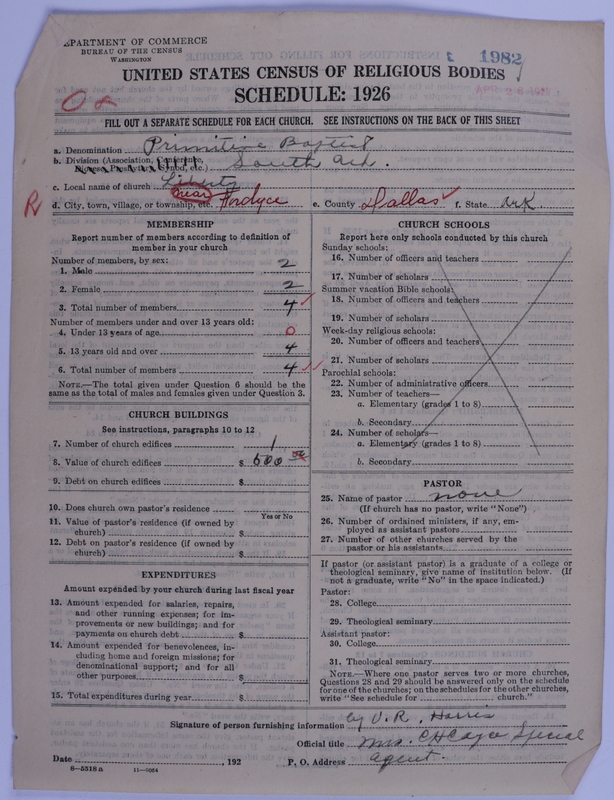 DEPARTMENT OF COMMERCE
BUREAU OF THE CENSUS
WASHINGTON
1982
UNITED STATES CENSUS OF RELIGIOUS BODIES
SCHEDULE: 1926
FILL OUT A SEPARATE SCHEDULE FOR EACH CHURCH. SEE INSTRUCTIONS ON THE BACK OF THIS SHEET
a. Denomination Primitive Baptist
b. Division (Association, Conference, Diocese, Presbytery, Synod, etc.) South Ark.
c. Local name of church Liberty
d. City, town, village, or township, etc. (near) Fordyce e. County Dallas f. State Ark
MEMBERSHIP
Report number of members according to definition of member in your church
Number of members, by sex:
1. Male 2
2. Female 2
3. Total number of members 4
Number of members under and over 13 years old:
4. Under 13 years of age 0
5. 13 years old and over 4
6. Total number of members 4
NOTE.—The total given under Question 6 should be the same as the total of males and females given under Question 3.
CHURCH BUILDINGS
See instructions, paragraphs 10 to 12
7. Number of church edifices 1
8. Value of church edifices $ 500 00
9. Debt on church edifices $
10. Does church own pastor's residence
Yes or No
11. Value of pastor's residence (if owned by church) $
12. Debt on pastor's residence (if owned by church) $
EXPENDITURES
Amount expended by your church during last fiscal year
13. Amount expended for salaries, repairs, and other running expenses; for improvements or new buildings; and for payments on church debt $
14. Amount expended for benevolences, including home and foreign missions; for denominational support; and for all other purposes $
15. Total expenditures during year $
CHURCH SCHOOLS
Report here only schools conducted by this church
Sunday schools:
16. Number of officers and teachers
17. Number of scholars
Summer vacation Bible schools:
18. Number of officers and teachers
19. Number of scholars
Week-day religious schools:
20. Number of officers and teachers
21. Number of scholars
Parochial schools:
22. Number of administrative officers
23. Number of teachers—
a. Elementary (grades 1 to 8)
b. Secondary
24. Number of scholars—
a. Elementary (grades 1 to 8)
b. Secondary
PASTOR
25. Name of pastor none
(If church has no pastor, write "None")
26. Number of ordained ministers, if any, employed as assistant pastors
27. Number of other churches served by the pastor or his assistants
If pastor (or assistant pastor) is a graduate of a college or theological seminary, give name of institution below. (If not a graduate, write "No" in the space indicated.)
Pastor:
28. College
29. Theological seminary
Assistant pastor:
30. College
31. Theological seminary
NOTE.—Where one pastor serves two or more churches, Questions 28 and 29 should be answered only on the schedule for one of the churches; on the schedules for the other churches, write "See schedule for church."
Signature of person furnishing information by V. R. Harris
Official title Mrs. C H Cayce Special
Date , 192 P. O. Address agent.
8—5518 a 11—9064